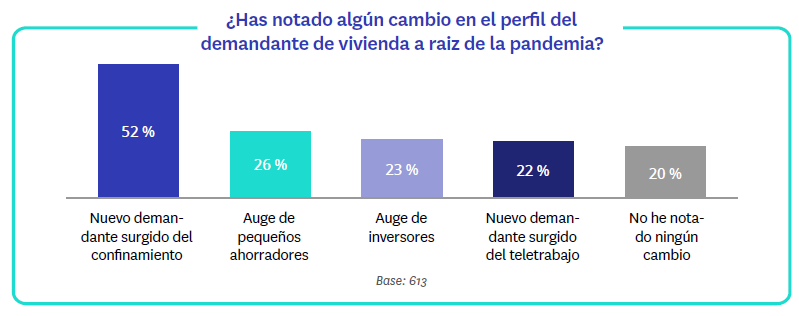 ¿Has notado algún cambio en el perfil del
demandante de vivienda a raiz de la pandemia?
52 %
26 %
23 %
22 %
20 %
Nuevo deman-
dante surgido del
confinamiento
Auge de
pequeños
ahorradores
Auge de
inversores
Nuevo deman-
dante surgido
del teletrabajo
No he nota-
do ningún
cambio
Base: 613